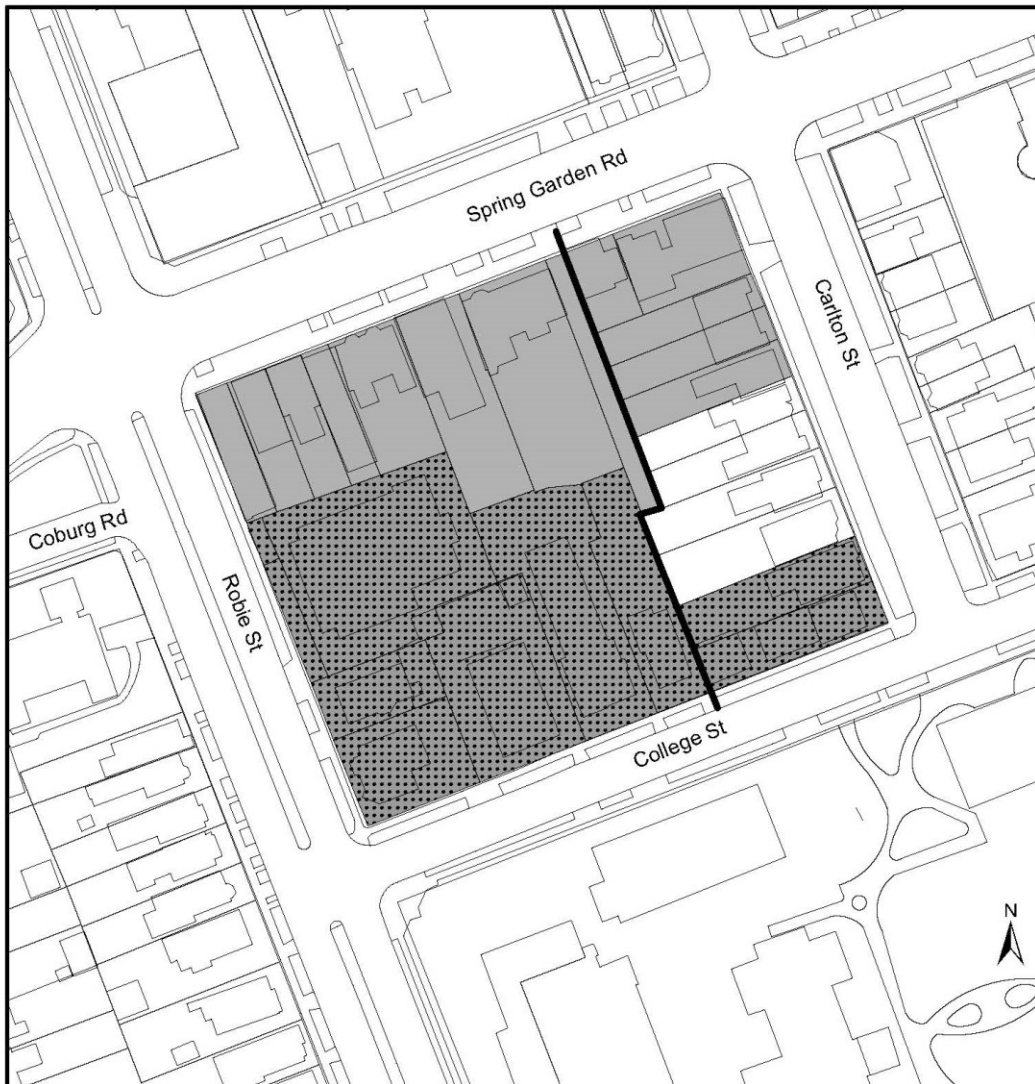 Spring Garden Rd
Carlton St
Coburg Rd
Robie St
College St
N